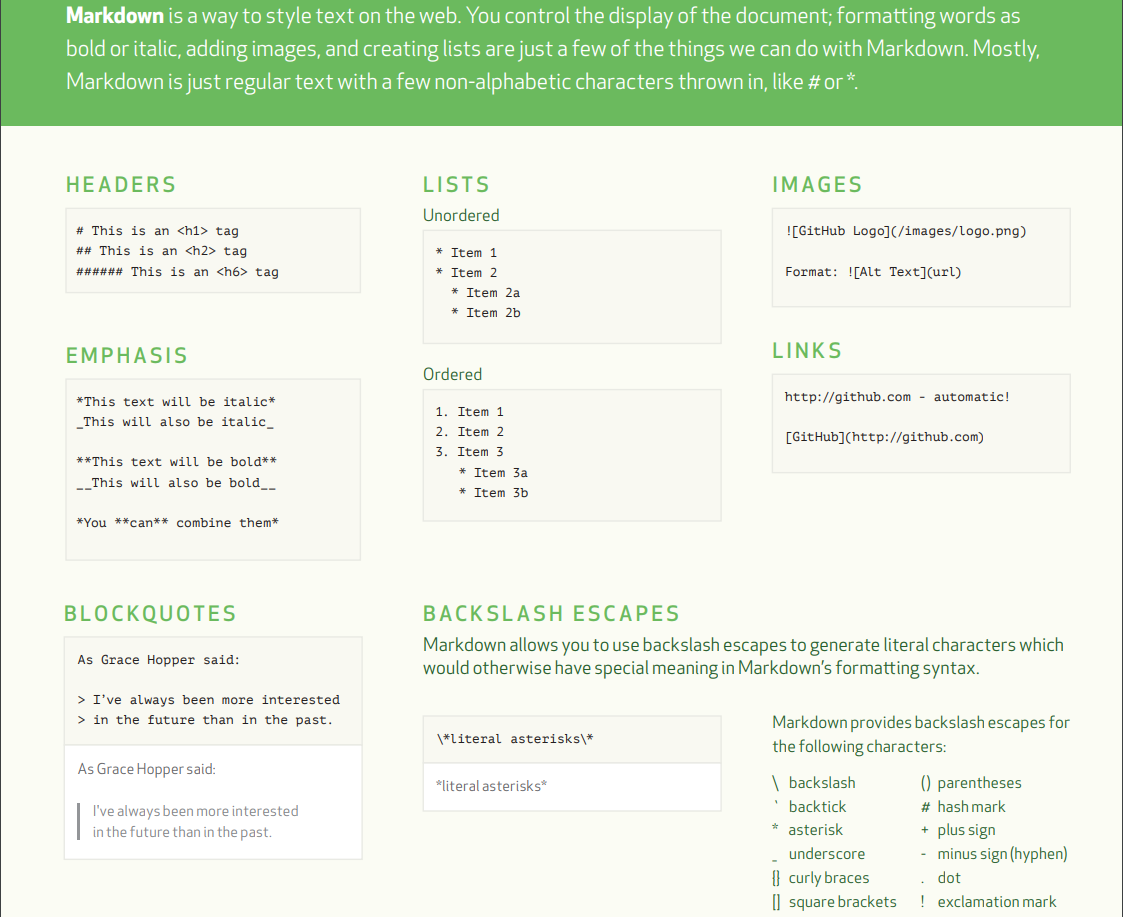 Markdown is a way to style text on the web. You control the display of the document; formatting words as
bold or italic, adding images, and creating lists are just a few of the things we can do with Markdown. Mostly,
Markdown is just regular text with a few non-alphabetic characters thrown in, like # or *.
HEADERS
# This is an <h1> tag
## This is an <h2> tag
###### This is an <h6> tag
EMPHASIS
*This text will be italic*
_This will also be italic_
**This text will be bold**
__This will also be bold__
*You **can** combine them*
LISTS
Unordered
* Item 1
* Item 2
  * Item 2a
  * Item 2b
Ordered
1. Item 1
2. Item 2
3. Item 3
   * Item 3a
   * Item 3b
IMAGES
![GitHub Logo](/images/logo.png)
Format: ![Alt Text](url)
LINKS
http://github.com - automatic!
[GitHub](http://github.com)
BLOCKQUOTES
As Grace Hopper said:
> I've always been more interested
> in the future than in the past.
As Grace Hopper said:
I've always been more interested
in the future than in the past.
BACKSLASH ESCAPES
Markdown allows you to use backslash escapes to generate literal characters which
would otherwise have special meaning in Markdown's formatting syntax.
\*literal asterisks\*
*literal asterisks*
Markdown provides backslash escapes for
the following characters:
\ backslash
` backtick
* asterisk
_ underscore
{} curly braces
[] square brackets
() parentheses
# hash mark
+ plus sign
- minus sign (hyphen)
. dot
! exclamation mark